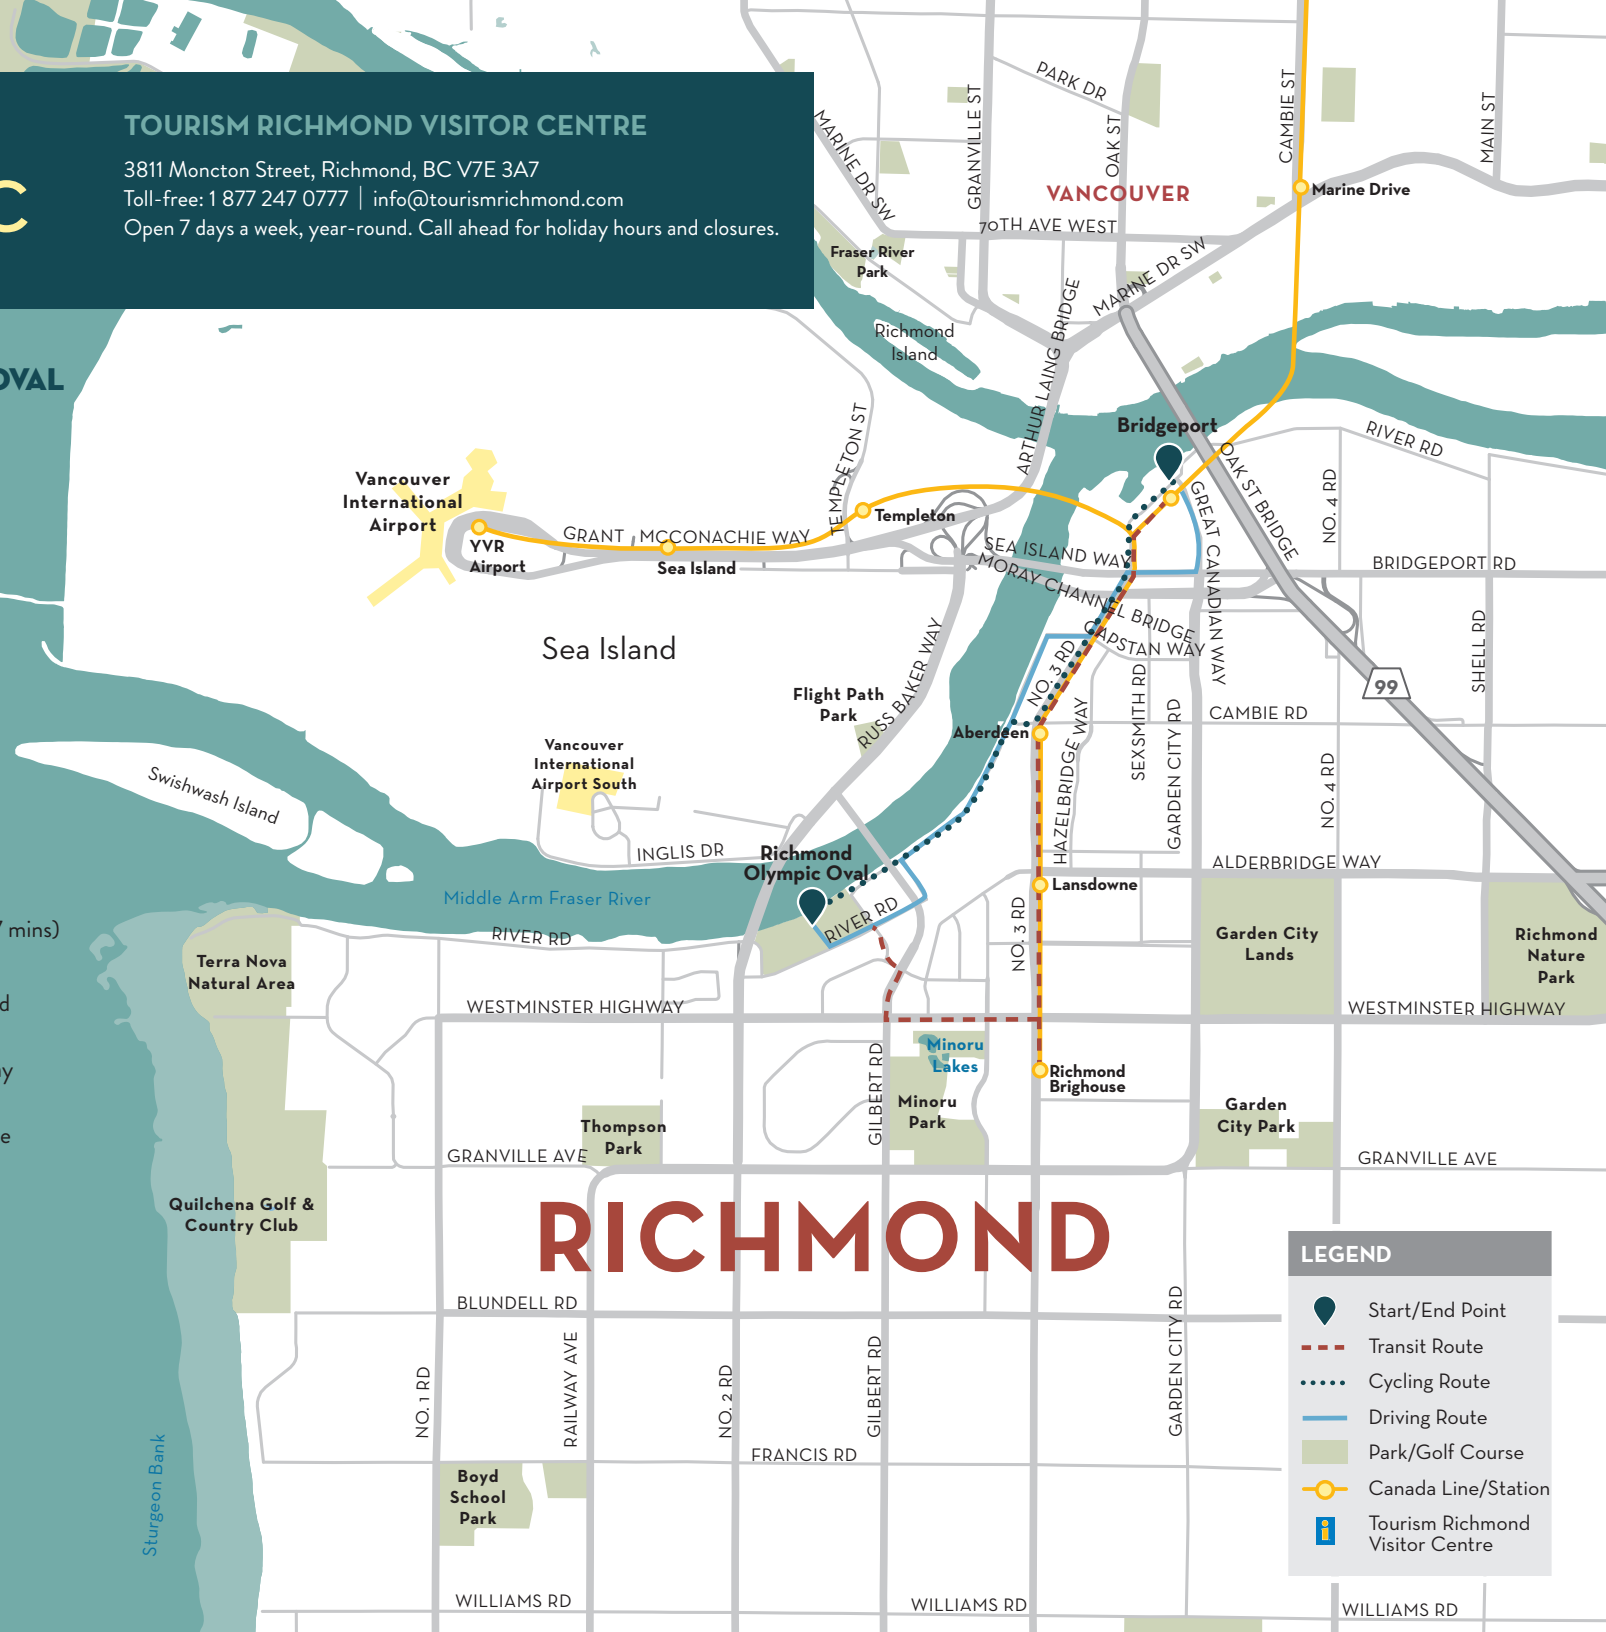 TOURISM RICHMOND VISITOR CENTRE
3811 Moncton Street, Richmond, BC V7E 3A7
Toll-free: 1 877 247 0777 | info@tourismrichmond.com
Open 7 days a week, year-round. Call ahead for holiday hours and closures.
C
OVAL
mins)
d
y
e
PARK DR
MARINE DR SW
GRANVILLE ST
OAK ST
CAMBIE ST
MAIN ST
VANCOUVER
Marine Drive
70TH AVE WEST
Fraser River
Park
MARINE DR SW
Richmond
Island
ARTHUR LAING BRIDGE
Bridgeport
RIVER RD
OAK ST BRIDGE
NO. 4 RD
TEMPLETON ST
Vancouver
International
Airport
YVR
Airport
GRANT MCCONACHIE WAY
Sea Island
Templeton
SEA ISLAND WAY
MORAY CHANNEL BRIDGE
GREAT CANADIAN WAY
BRIDGEPORT RD
CAPSTAN WAY
SHELL RD
99
Sea Island
Flight Path
Park
RUSS BAKER WAY
NO. 3 RD
Aberdeen
HAZELBRIDGE WAY
SEXSMITH RD
GARDEN CITY RD
CAMBIE RD
NO. 4 RD
Vancouver
International
Airport South
Swishwash Island
INGLIS DR
Richmond
Olympic Oval
Middle Arm Fraser River
RIVER RD
RIVER RD
ALDERBRIDGE WAY
Lansdowne
NO. 3 RD
Garden City
Lands
Richmond
Nature
Park
Terra Nova
Natural Area
WESTMINSTER HIGHWAY
WESTMINSTER HIGHWAY
Minoru
Lakes
GILBERT RD
Minoru
Park
Richmond
Brighouse
Garden
City Park
Thompson
Park
GRANVILLE AVE
GRANVILLE AVE
Quilchena Golf &
Country Club
RICHMOND
BLUNDELL RD
NO. 1 RD
RAILWAY AVE
NO. 2 RD
GILBERT RD
GARDEN CITY RD
FRANCIS RD
Boyd
School
Park
Sturgeon Bank
WILLIAMS RD
WILLIAMS RD
WILLIAMS RD
LEGEND
Start/End Point
Transit Route
Cycling Route
Driving Route
Park/Golf Course
Canada Line/Station
i
Tourism Richmond
Visitor Centre